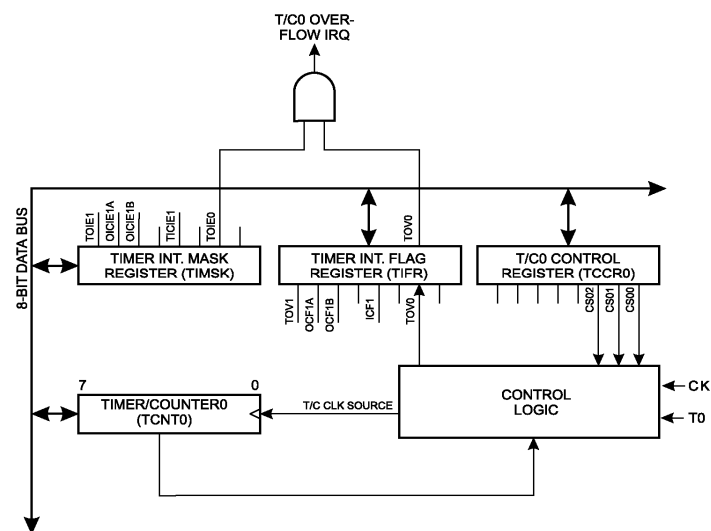 T/C0 OVER-
FLOW IRQ
8-BIT DATA BUS
TOIE1
OICIE1A
OICIE1B
TICIE1
TOIE0
TOV0
TIMER INT. MASK
REGISTER (TIMSK)
TIMER INT. FLAG
REGISTER (TIFR)
T/C0 CONTROL
REGISTER (TCCR0)
TOV1
OCF1A
OCF1B
ICF1
TOV0
CS02
CS01
CS00
7
0
TIMER/COUNTER0
(TCNT0)
T/C CLK SOURCE
CONTROL
LOGIC
CK
T0